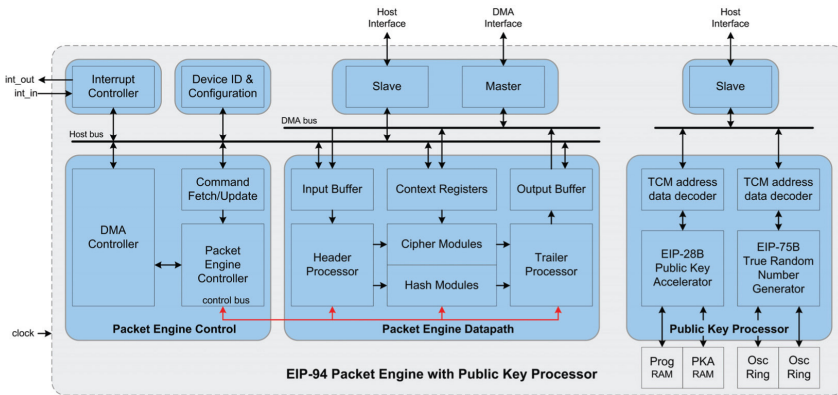 Host
Interface
DMA
Interface
Host
Interface
int_out
int_in
Interrupt
Controller
Device ID &
Configuration
Slave
Master
Slave
DMA bus
Host bus
DMA
Controller
Command
Fetch/Update
Packet
Engine
Controller
control bus
Packet Engine Control
Input Buffer
Context Registers
Output Buffer
Header
Processor
Cipher Modules
Hash Modules
Trailer
Processor
Packet Engine Datapath
TCM address
data decoder
TCM address
data decoder
EIP-28B
Public Key
Accelerator
EIP-75B
True Random
Number
Generator
Public Key Processor
clock
Prog
RAM
PKA
RAM
Osc
Ring
Osc
Ring
EIP-94 Packet Engine with Public Key Processor